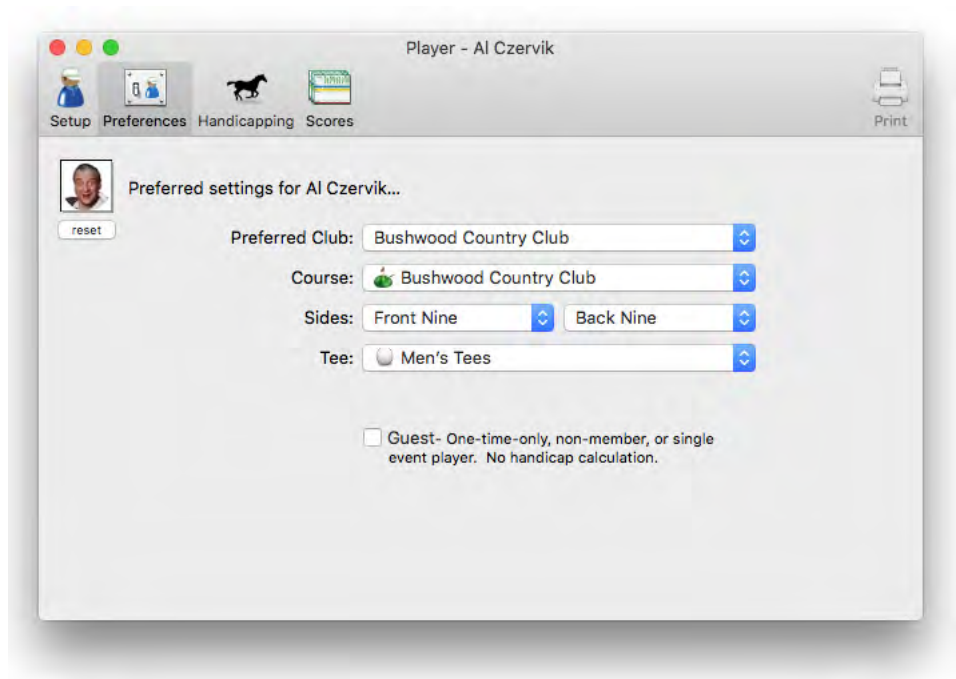 Player - Al Czervik
Setup Preferences Handicapping Scores Print
Preferred settings for Al Czervik...
reset
Preferred Club: Bushwood Country Club
Course: Bushwood Country Club
Sides: Front Nine Back Nine
Tee: Men's Tees
Guest- One-time-only, non-member, or single
event player. No handicap calculation.